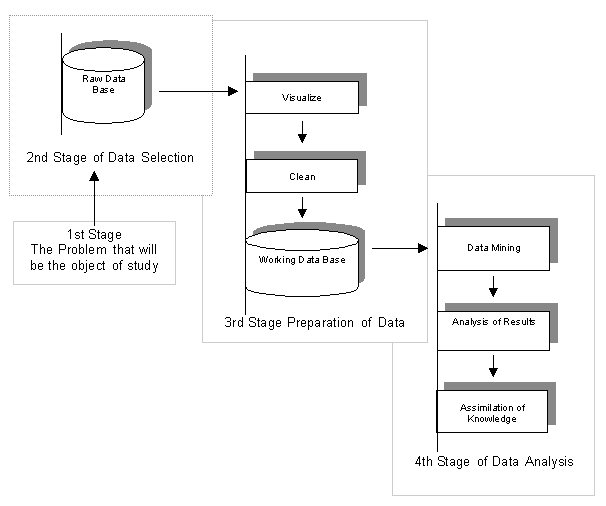 Raw Data
Base
2nd Stage of Data Selection
1st Stage
The Problem that will
be the object of study
Visualize
Clean
Working Data Base
3rd Stage Preparation of Data
Data Mining
Analysis of Results
Assimilation of
Knowledge
4th Stage of Data Analysis